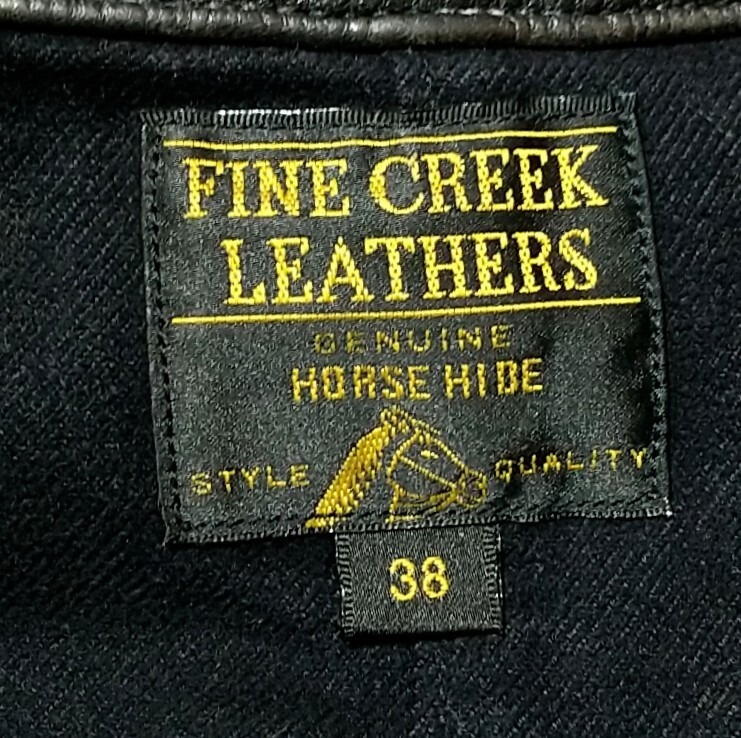 FINE CREEK
LEATHERS
GENUINE
HORSE HIDE
STYLE QUALITY
38